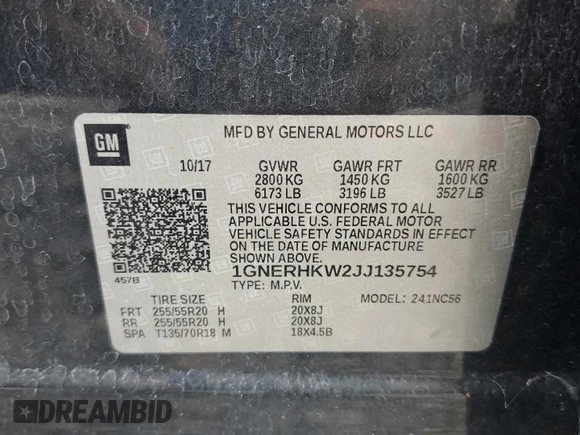 GM
MFD BY GENERAL MOTORS LLC
10/17 GVWR GAWR FRT GAWR RR
2800 KG 1450 KG 1600 KG
6173 LB 3196 LB 3527 LB
THIS VEHICLE CONFORMS TO ALL
APPLICABLE U.S. FEDERAL MOTOR
VEHICLE SAFETY STANDARDS IN EFFECT
ON THE DATE OF MANUFACTURE
SHOWN ABOVE.
1GNERHKW2JJ135754
457B
TYPE: M.P.V.
TIRE SIZE RIM MODEL: 241NC56
FRT 255/55R20 H 20X8J
RR 255/55R20 H 20X8J
SPA T135/70R18 M 18X4.5B
DREAMBID